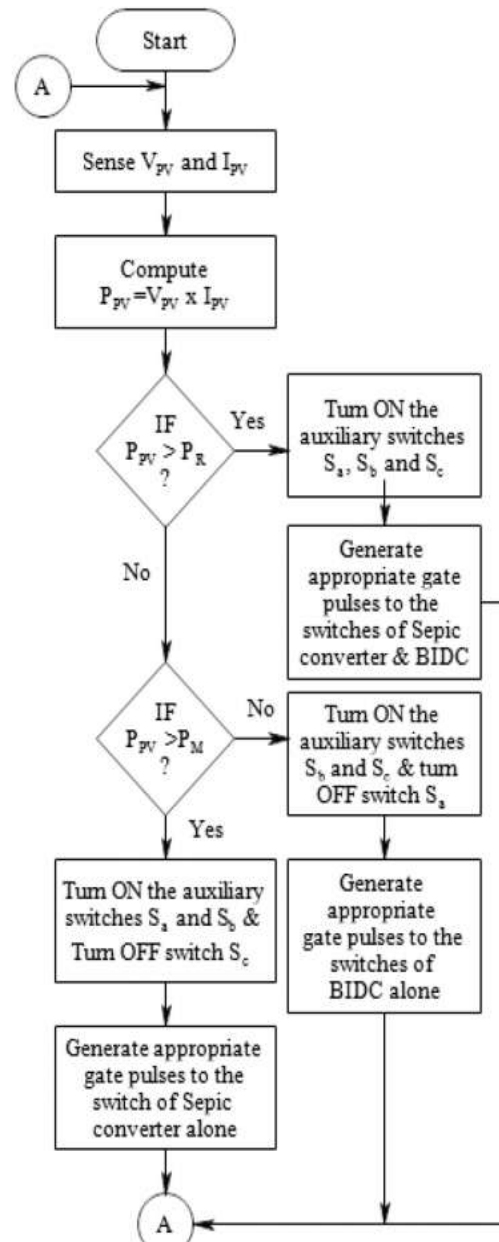 Start
A
Sense V_PV and I_PV
Compute
P_PV =V_PV x I_PV
IF
P_PV > P_R
?
Yes
Turn ON the
auxiliary switches
S_a, S_b and S_c
Generate
appropriate gate
pulses to the
switches of Sepic
converter & BIDC
No
IF
P_PV >P_M
?
No
Turn ON the
auxiliary switches
S_b and S_c & turn
OFF switch S_a
Generate
appropriate
gate pulses to the
switches of
BIDC alone
Yes
Turn ON the auxiliary
switches S_a and S_b &
Turn OFF switch S_c
Generate appropriate
gate pulses to the
switch of Sepic
converter alone
A